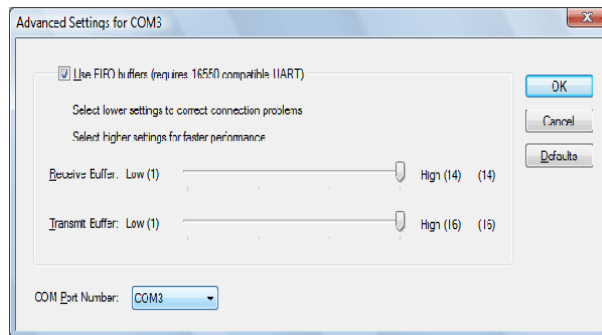 Advanced Settings for COM3
Use FIFO buffers (requires 16550 compatible UART)
OK
Select lower settings to correct connection problems
Cancel
Select higher settings for faster performance
Defaults
Receive Buffer: Low (1) High (14) (14)
Transmit Buffer: Low (1) High (16) (16)
COM Port Number: COM3